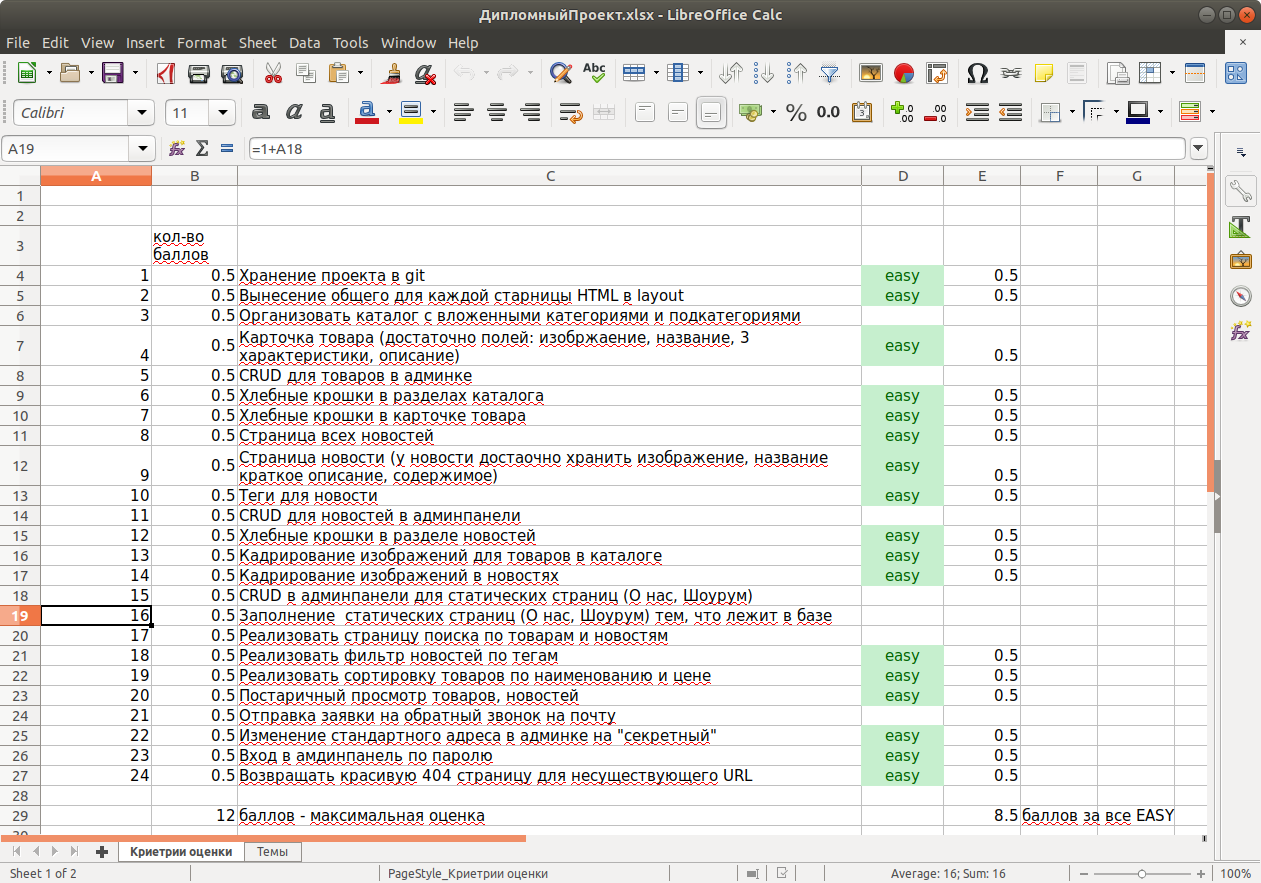 ДипломныйПроект.xlsx - LibreOffice Calc
File Edit View Insert Format Sheet Data Tools Window Help
Abc
Calibri 11 a a a a % 0.0
A19 =1+A18
A B C D E F G
1
2
3 кол-во
баллов
4 1 0.5 Хранение проекта в git easy 0.5
5 2 0.5 Вынесение общего для каждой старницы HTML в layout easy 0.5
6 3 0.5 Организовать каталог с вложенными категориями и подкатегориями
7 4 0.5 Карточка товара (достаточно полей: изобржаение, название, 3 easy 0.5
характеристики, описание)
8 5 0.5 CRUD для товаров в админке
9 6 0.5 Хлебные крошки в разделах каталога easy 0.5
10 7 0.5 Хлебные крошки в карточке товара easy 0.5
11 8 0.5 Страница всех новостей easy 0.5
12 9 0.5 Страница новости (у новости достаочно хранить изображение, название easy 0.5
краткое описание, содержимое)
13 10 0.5 Теги для новости easy 0.5
14 11 0.5 CRUD для новостей в админпанели
15 12 0.5 Хлебные крошки в разделе новостей easy 0.5
16 13 0.5 Кадрирование изображений для товаров в каталоге easy 0.5
17 14 0.5 Кадрирование изображений в новостях easy 0.5
18 15 0.5 CRUD в админпанели для статических страниц (О нас, Шоурум)
19 16 0.5 Заполнение  статических страниц (О нас, Шоурум) тем, что лежит в базе
20 17 0.5 Реализовать страницу поиска по товарам и новостям
21 18 0.5 Реализовать фильтр новостей по тегам easy 0.5
22 19 0.5 Реализовать сортировку товаров по наименованию и цене easy 0.5
23 20 0.5 Постаричный просмотр товаров, новостей easy 0.5
24 21 0.5 Отправка заявки на обратный звонок на почту
25 22 0.5 Изменение стандартного адреса в админке на "секретный" easy 0.5
26 23 0.5 Вход в амдинпанель по паролю easy 0.5
27 24 0.5 Возвращать красивую 404 страницу для несуществующего URL easy 0.5
28
29 12 баллов - максимальная оценка 8.5 баллов за все EASY
30
Криетрии оценки Темы
Sheet 1 of 2 PageStyle_Криетрии оценки Average: 16; Sum: 16 100%